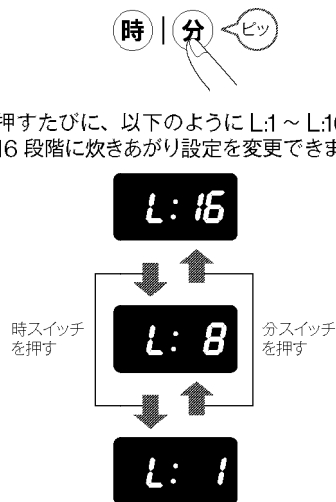 時 | 分 ピッ
押すたびに、以下のように L:1 ~ L:1
16 段階に炊きあがり設定を変更できま
L: 16
時スイッチ
を押す
L: 8
分スイッチ
を押す
L: 1